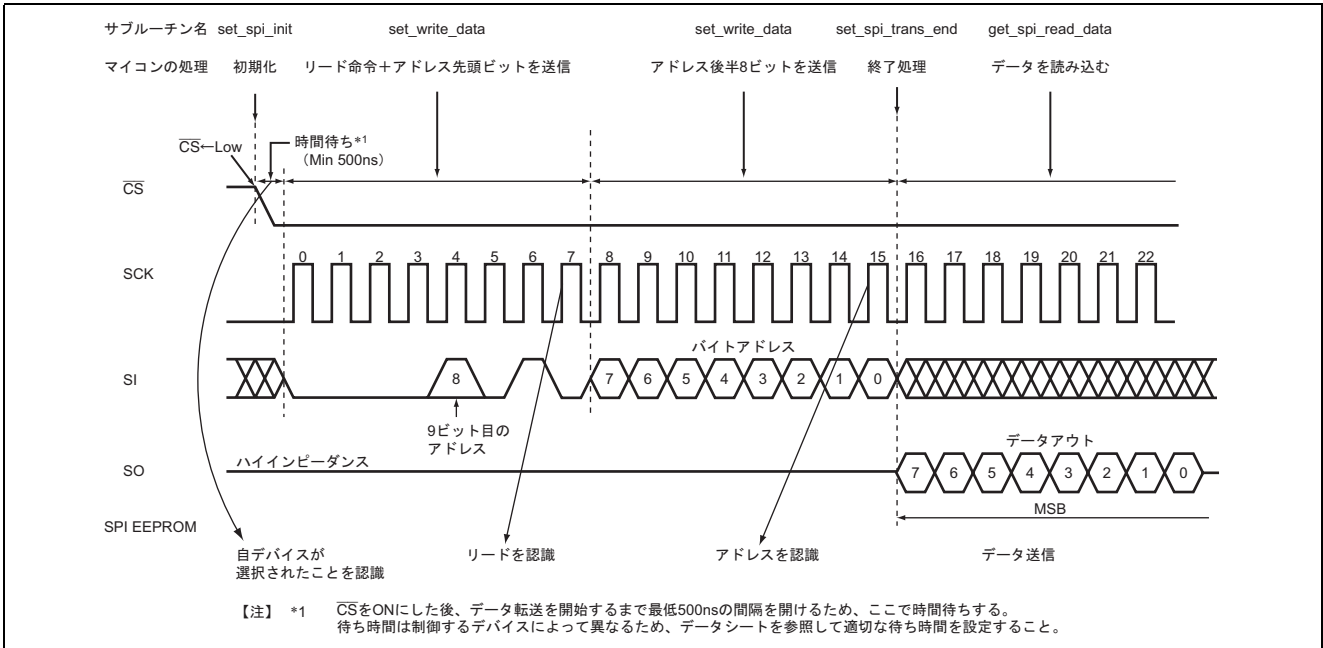 サブルーチン名 set_spi_init set_write_data set_write_data set_spi_trans_end get_spi_read_data
マイコンの処理 初期化 リード命令+アドレス先頭ビットを送信 アドレス後半8ビットを送信 終了処理 データを読み込む
CS←Low
時間待ち*1
(Min 500ns)
CS
0 1 2 3 4 5 6 7 8 9 10 11 12 13 14 15 16 17 18 19 20 21 22
SCK
バイトアドレス
SI
8 7 6 5 4 3 2 1 0
9ビット目の
アドレス
データアウト
SO ハイインピーダンス
7 6 5 4 3 2 1 0
MSB
SPI EEPROM
自デバイスが
選択されたことを認識
リードを認識 アドレスを認識 データ送信
【注】 *1 CSをONにした後、データ転送を開始するまで最低500nsの間隔を開けるため、ここで時間待ちする。
待ち時間は制御するデバイスによって異なるため、データシートを参照して適切な待ち時間を設定すること。